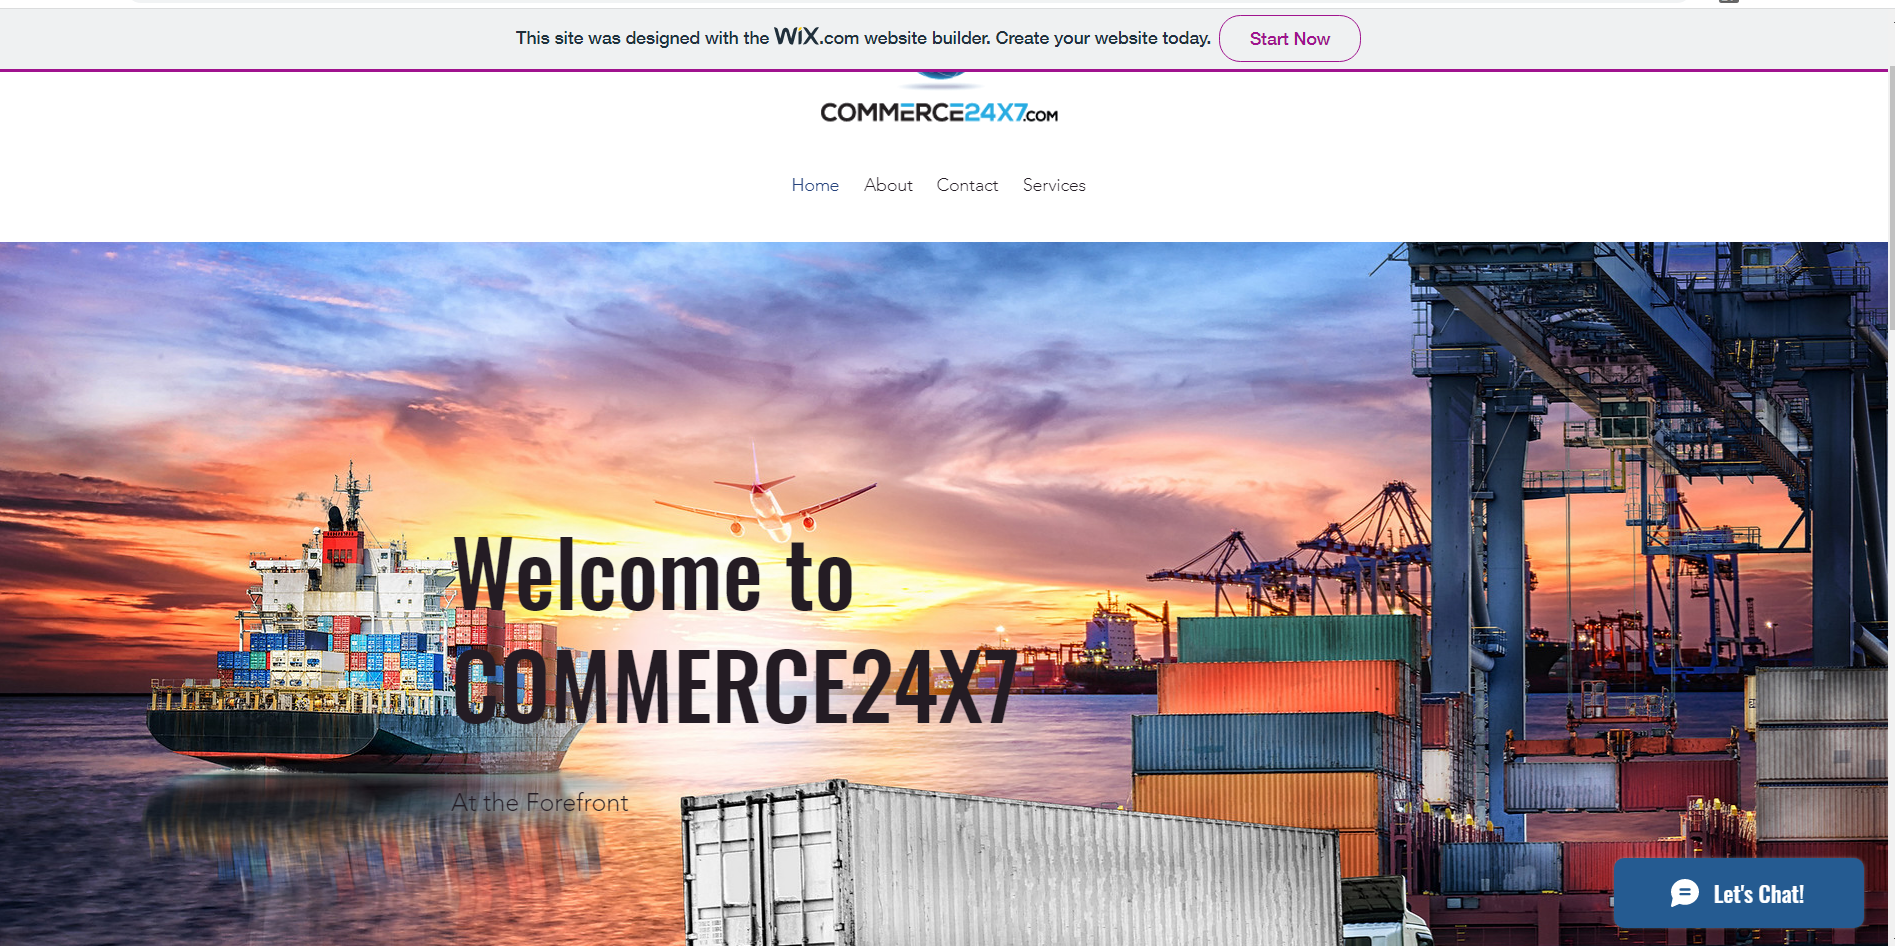 This site was designed with the WiX.com website builder. Create your website today. Start Now
COMMERCE24X7.COM
Home About Contact Services
Welcome to
COMMERCE24X7
At the Forefront
Let's Chat!